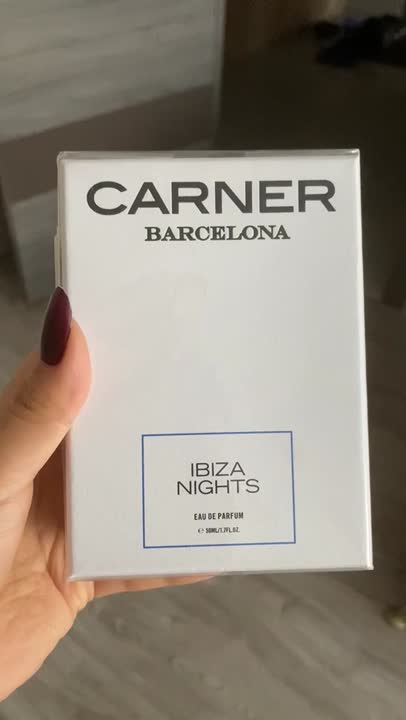 CARNER
BARCELONA
IBIZA
NIGHTS
EAU DE PARFUM
℮ 50ML/1.7FL.OZ.